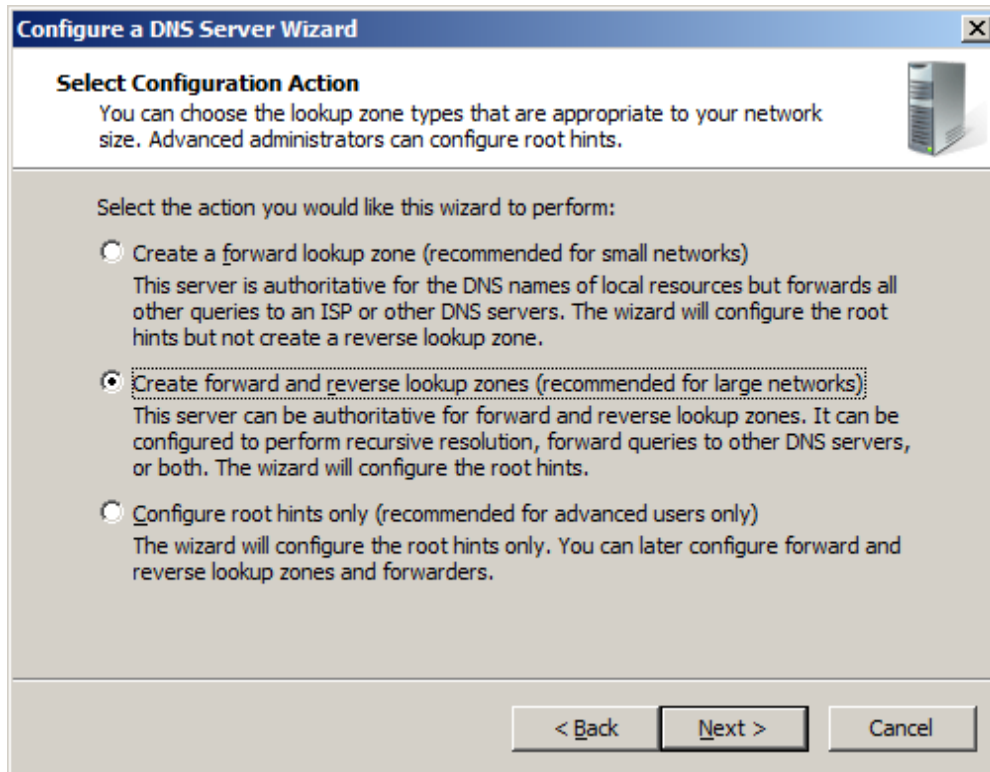 Configure a DNS Server Wizard
Select Configuration Action
You can choose the lookup zone types that are appropriate to your network
size. Advanced administrators can configure root hints.
Select the action you would like this wizard to perform:
Create a forward lookup zone (recommended for small networks)
This server is authoritative for the DNS names of local resources but forwards all
other queries to an ISP or other DNS servers. The wizard will configure the root
hints but not create a reverse lookup zone.
Create forward and reverse lookup zones (recommended for large networks)
This server can be authoritative for forward and reverse lookup zones. It can be
configured to perform recursive resolution, forward queries to other DNS servers,
or both. The wizard will configure the root hints.
Configure root hints only (recommended for advanced users only)
The wizard will configure the root hints only. You can later configure forward and
reverse lookup zones and forwarders.
< Back Next > Cancel